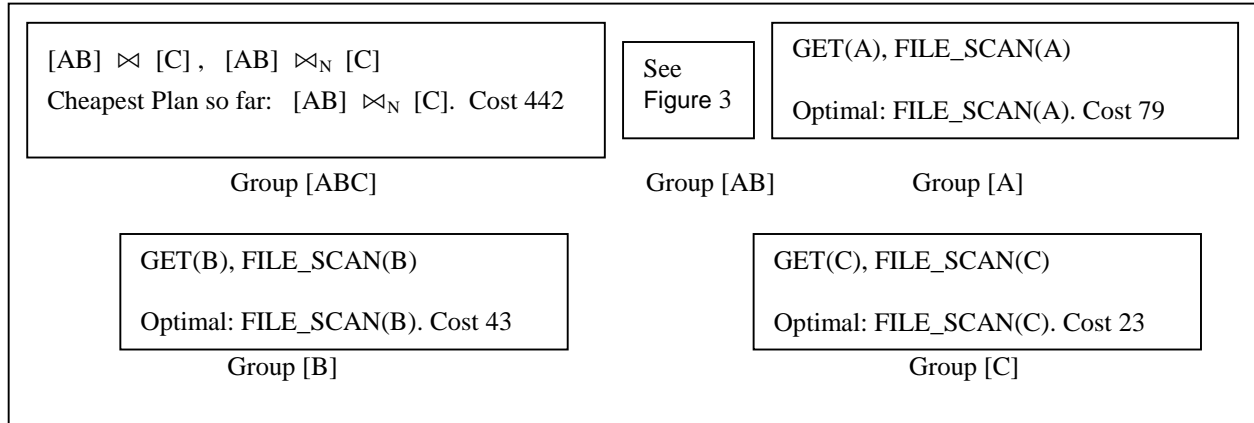 [AB] ⋈ [C] , [AB] ⋈N [C]
Cheapest Plan so far: [AB] ⋈N [C]. Cost 442
Group [ABC]
See
Figure 3
Group [AB]
GET(A), FILE_SCAN(A)
Optimal: FILE_SCAN(A). Cost 79
Group [A]
GET(B), FILE_SCAN(B)
Optimal: FILE_SCAN(B). Cost 43
Group [B]
GET(C), FILE_SCAN(C)
Optimal: FILE_SCAN(C). Cost 23
Group [C]